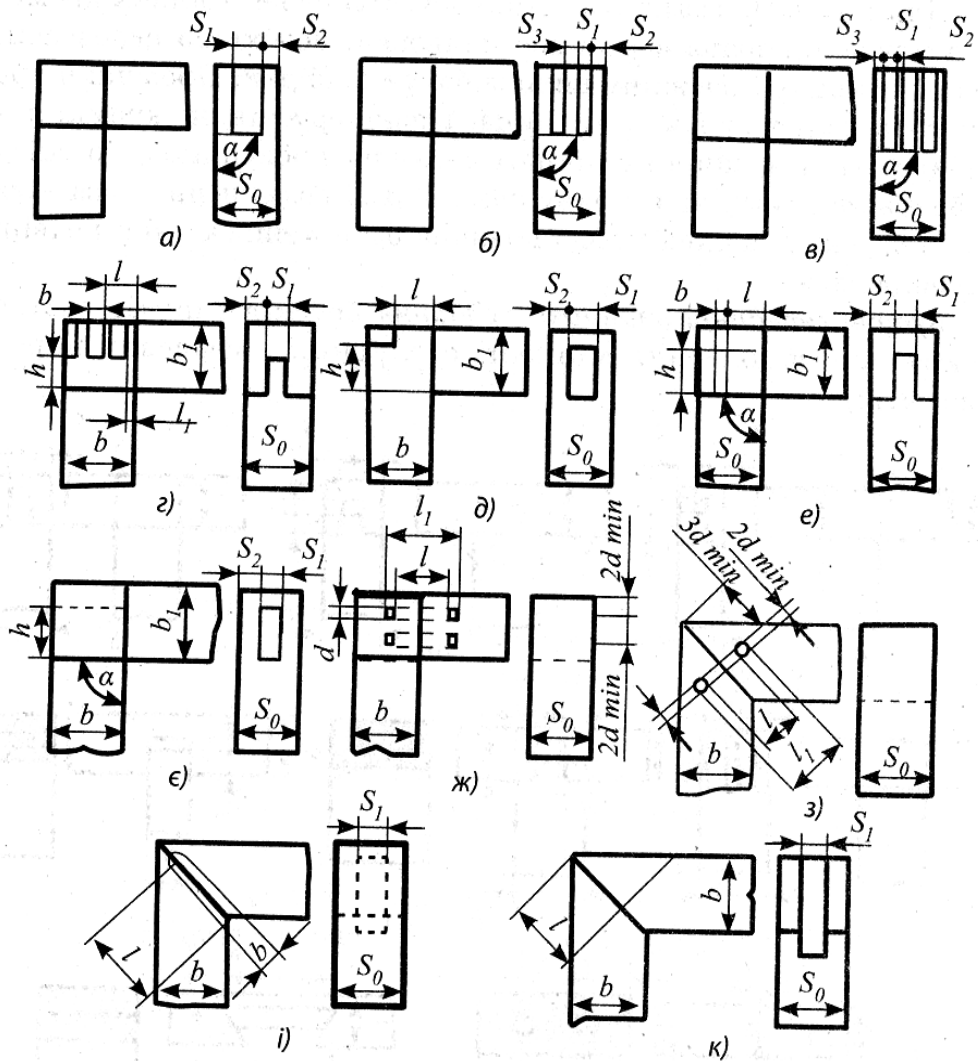 S₁ S₂ S₃ S₁ S₂ S₃ S₁ S₂
α α α
S₀ S₀ S₀
а) б) в)
b l S₂ S₁ l S₂ S₁ b l S₂ S₁
h b₁ h b₁ h b₁
l₁ α
b S₀ b S₀ S₀ S₀
г) д) е)
S₂ S₁ l₁ 2d min 3d min 2d min
l
h b₁ d
α 2d min l
b S₀ b S₀ b l₁ S₀
є) ж) з)
S₁ S₁
b
l b l
b S₀ b S₀
і) к)